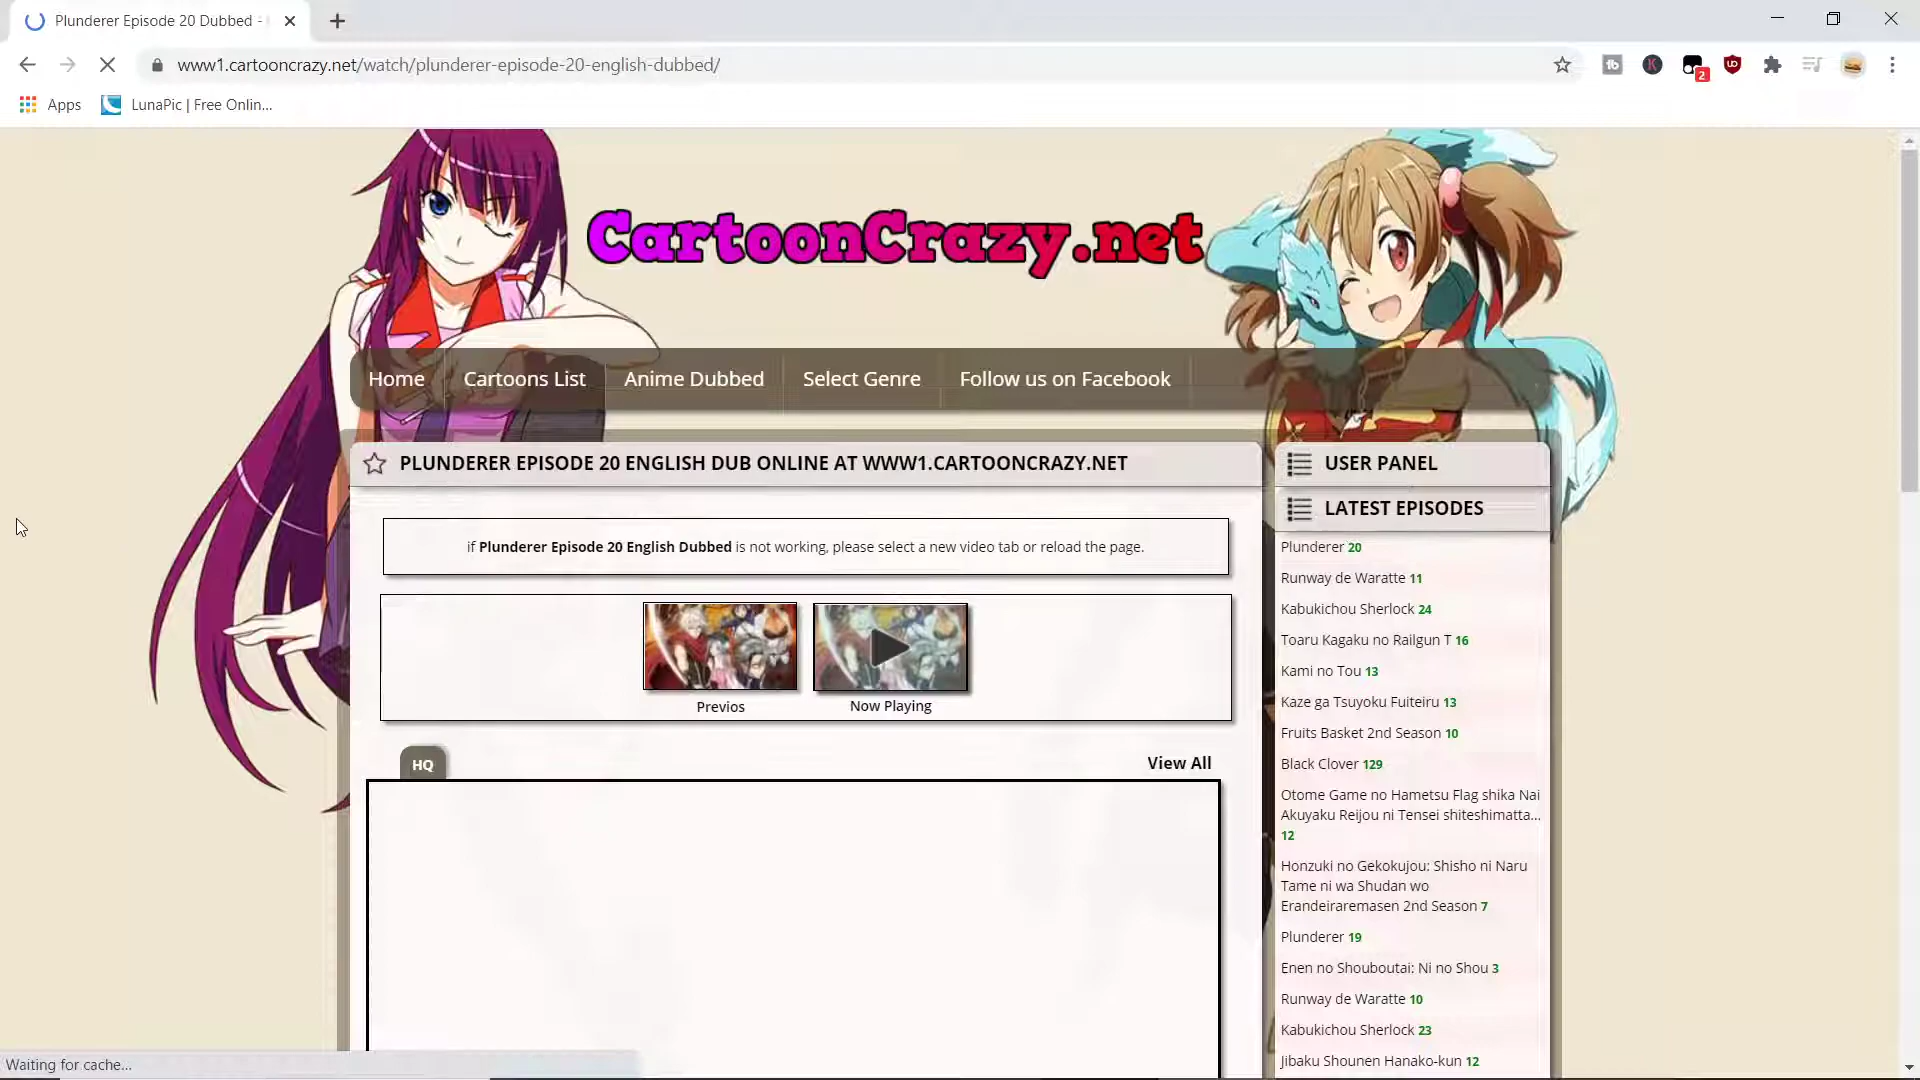 Plunderer Episode 20 Dubbed -
www1.cartooncrazy.net/watch/plunderer-episode-20-english-dubbed/
2
Apps
LunaPic | Free Onlin...
CartoonCrazy.net
Home
Cartoons List
Anime Dubbed
Select Genre
Follow us on Facebook
PLUNDERER EPISODE 20 ENGLISH DUB ONLINE AT WWW1.CARTOONCRAZY.NET
if Plunderer Episode 20 English Dubbed is not working, please select a new video tab or reload the page.
Previos
Now Playing
HQ
View All
USER PANEL
LATEST EPISODES
Plunderer 20
Runway de Waratte 11
Kabukichou Sherlock 24
Toaru Kagaku no Railgun T 16
Kami no Tou 13
Kaze ga Tsuyoku Fuiteiru 13
Fruits Basket 2nd Season 10
Black Clover 129
Otome Game no Hametsu Flag shika Nai
Akuyaku Reijou ni Tensei shiteshimatta...
12
Honzuki no Gekokujou: Shisho ni Naru
Tame ni wa Shudan wo
Erandeiraremasen 2nd Season 7
Plunderer 19
Enen no Shouboutai: Ni no Shou 3
Runway de Waratte 10
Kabukichou Sherlock 23
Jibaku Shounen Hanako-kun 12
Waiting for cache...